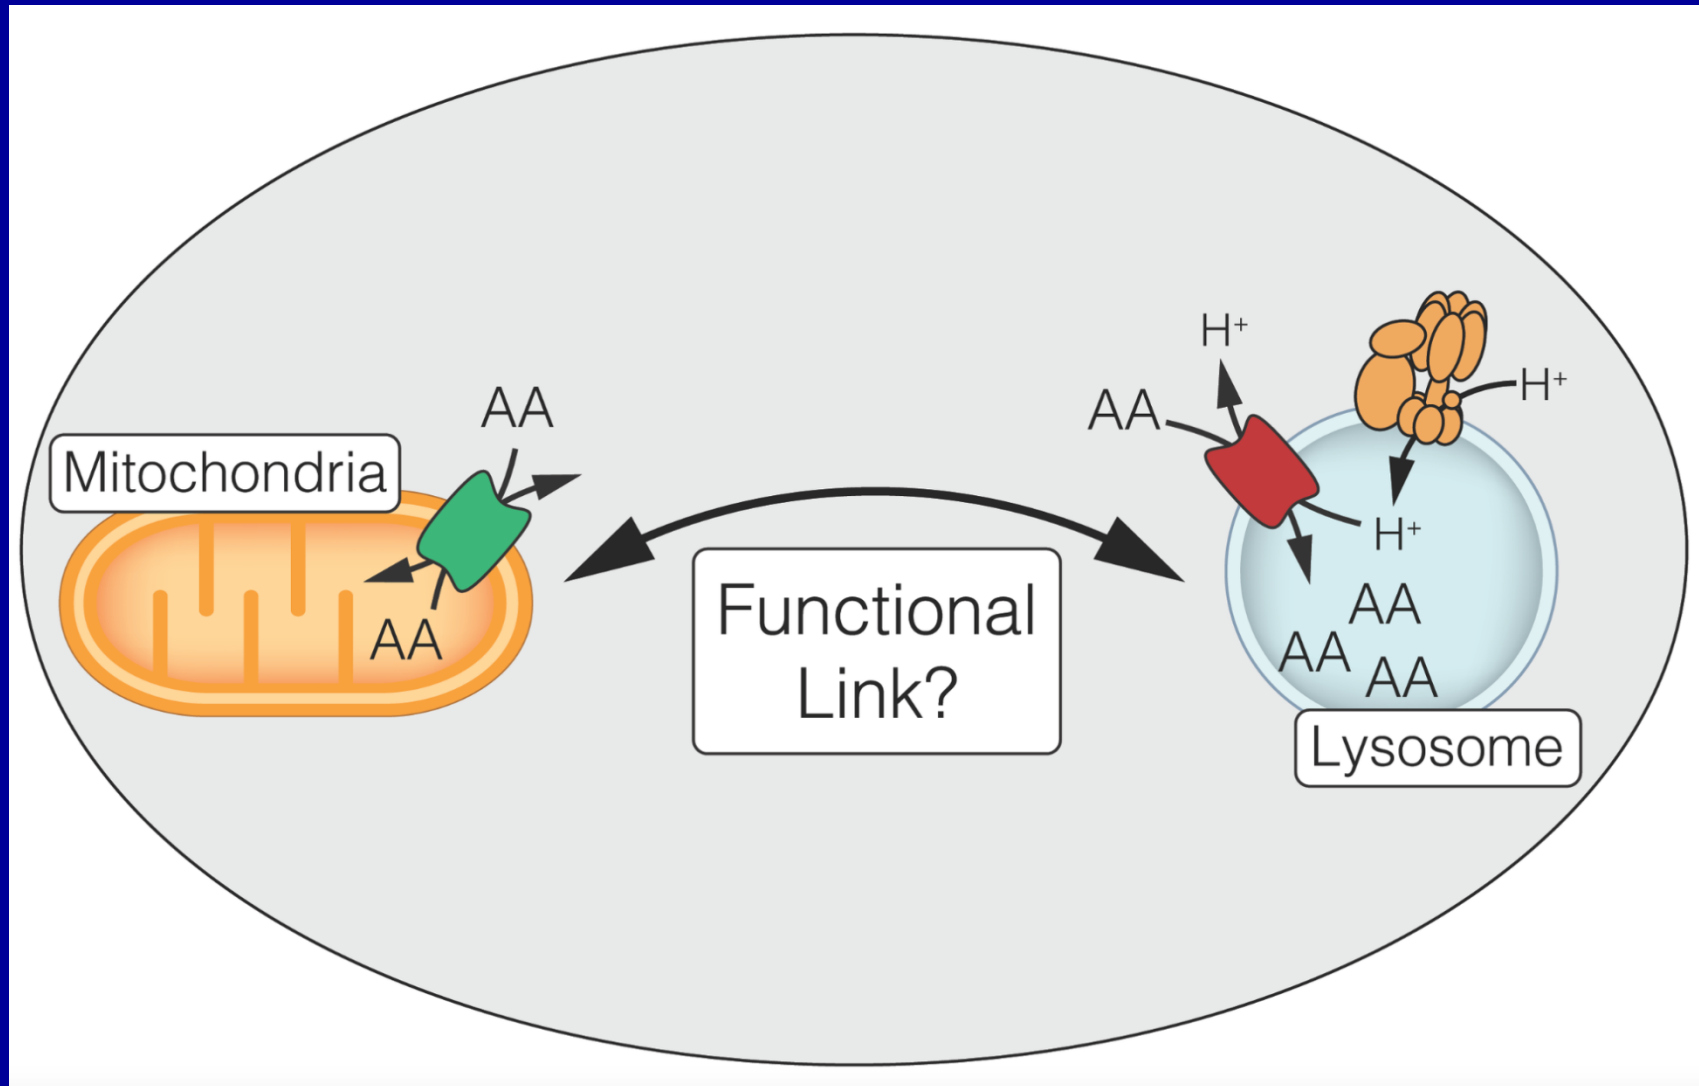 H⁺
H⁺
AA
AA
Mitochondria
H⁺
AA
Functional
Link?
AA
AA
AA
Lysosome